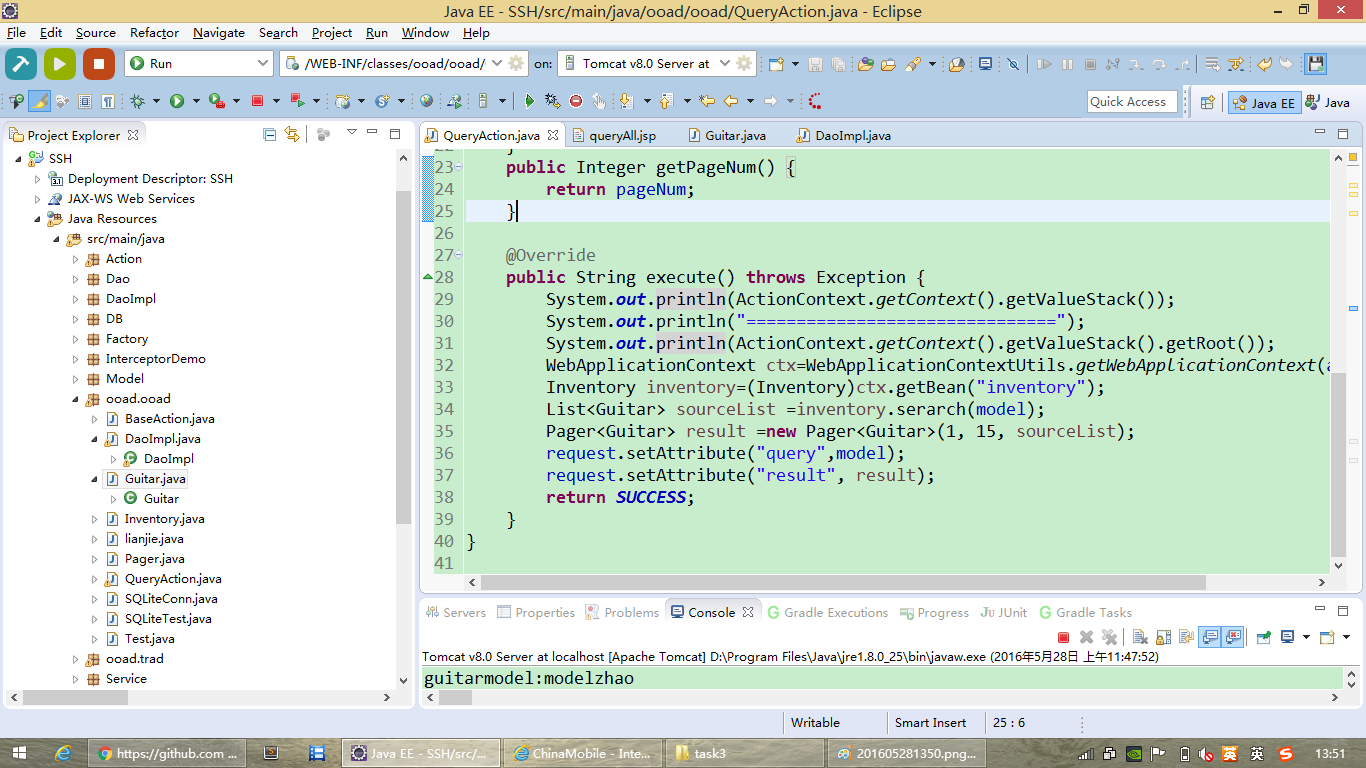 Java EE - SSH/src/main/java/ooad/ooad/QueryAction.java - Eclipse
File Edit Source Refactor Navigate Search Project Run Window Help
Run /WEB-INF/classes/ooad/ooad/ on: Tomcat v8.0 Server at
Quick Access Java EE Java
Project Explorer
SSH
Deployment Descriptor: SSH
JAX-WS Web Services
Java Resources
src/main/java
Action
Dao
DaoImpl
DB
Factory
InterceptorDemo
Model
ooad.ooad
BaseAction.java
DaoImpl.java
DaoImpl
Guitar.java
Guitar
Inventory.java
lianjie.java
Pager.java
QueryAction.java
SQLiteConn.java
SQLiteTest.java
Test.java
ooad.trad
Service
QueryAction.java queryAll.jsp Guitar.java DaoImpl.java
22 }
23 public Integer getPageNum() {
24 return pageNum;
25 }
26
27 @Override
28 public String execute() throws Exception {
29 System.out.println(ActionContext.getContext().getValueStack());
30 System.out.println("===============================");
31 System.out.println(ActionContext.getContext().getValueStack().getRoot());
32 WebApplicationContext ctx=WebApplicationContextUtils.getWebApplicationContext(
33 Inventory inventory=(Inventory)ctx.getBean("inventory");
34 List<Guitar> sourceList =inventory.serarch(model);
35 Pager<Guitar> result =new Pager<Guitar>(1, 15, sourceList);
36 request.setAttribute("query",model);
37 request.setAttribute("result", result);
38 return SUCCESS;
39 }
40 }
41
Servers Properties Problems Console Gradle Executions Progress JUnit Gradle Tasks
Tomcat v8.0 Server at localhost [Apache Tomcat] D:\Program Files\Java\jre1.8.0_25\bin\javaw.exe (2016年5月28日 上午11:47:52)
guitarmodel:modelzhao
Writable Smart Insert 25 : 6
https://github.com ... Java EE - SSH/src/... ChinaMobile - Inte... task3 201605281350.png... 英 英 13:51